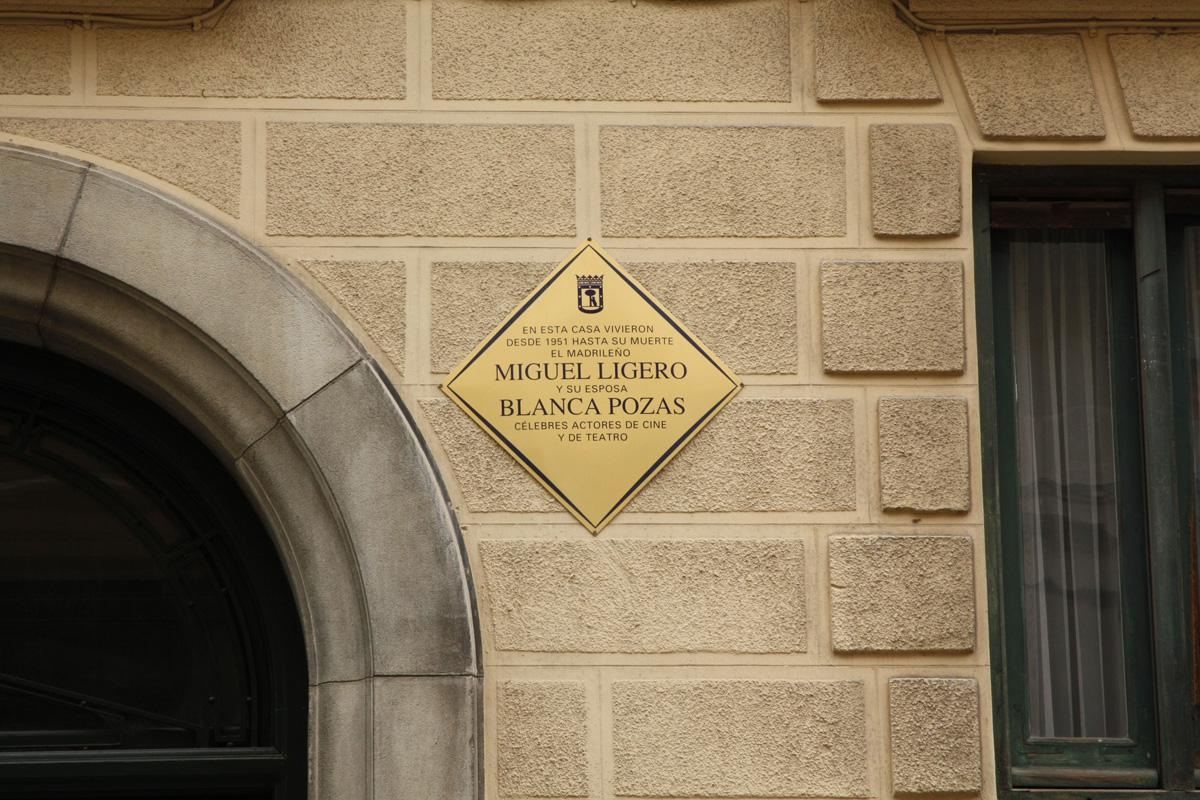 EN ESTA CASA VIVIERON
DESDE 1951 HASTA SU MUERTE
EL MADRILEÑO
MIGUEL LIGERO
Y SU ESPOSA
BLANCA POZAS
CÉLEBRES ACTORES DE CINE
Y DE TEATRO